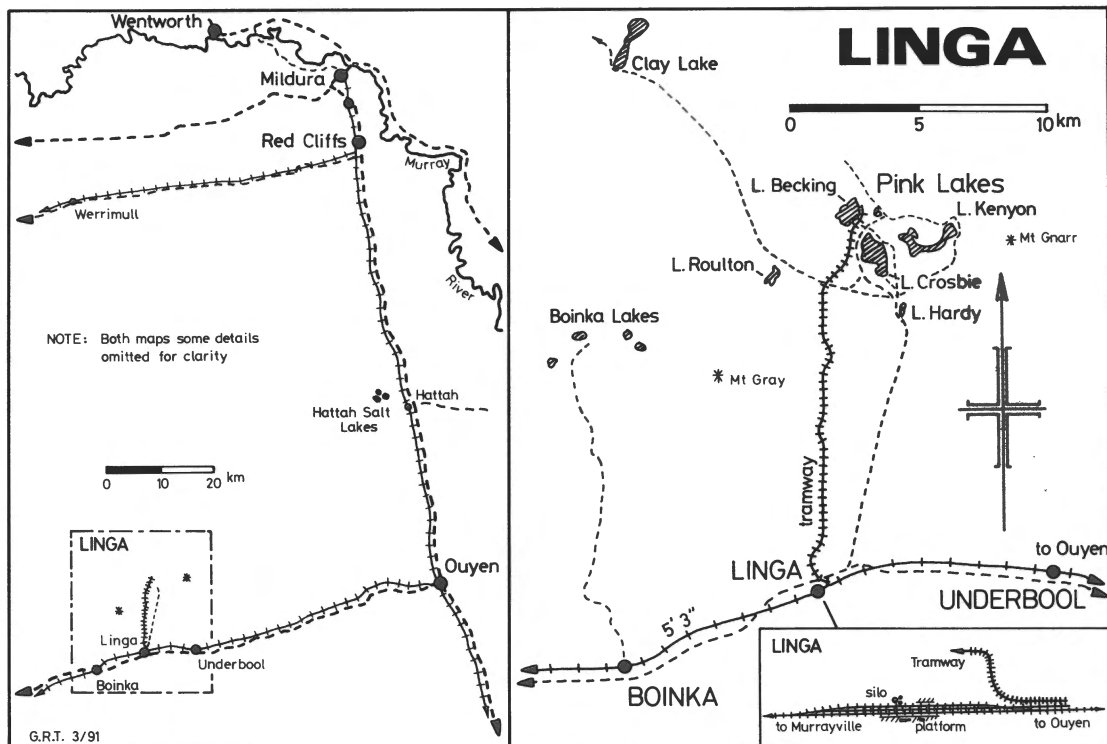 Wentworth
Mildura
Red Cliffs
Murray
Werrimull
River
NOTE: Both maps some details
omitted for clarity
Hattah
Hattah Salt
Lakes
0 10 20 km
LINGA
Ouyen
Linga
Underbool
Boinka
G.R.T. 3/91
LINGA
Clay Lake
0 5 10 km
Pink Lakes
L. Becking
L. Kenyon
Mt Gnarr
L. Roulton
L. Crosbie
L. Hardy
Boinka Lakes
Mt Gray
tramway
to Ouyen
LINGA
UNDERBOOL
5' 3"
BOINKA
LINGA
Tramway
silo
to Murrayville
platform
to Ouyen